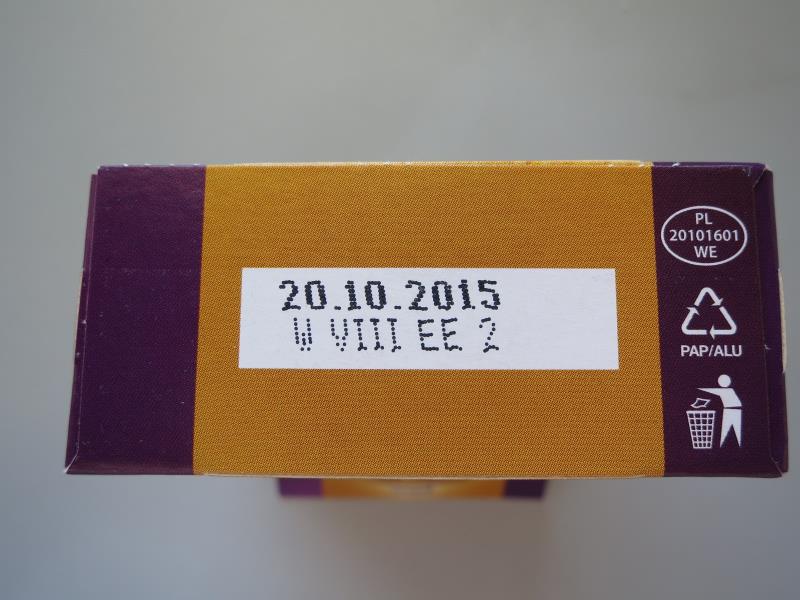 20.10.2015
W VIII EE 2
PL
20101601
WE
PAP/ALU